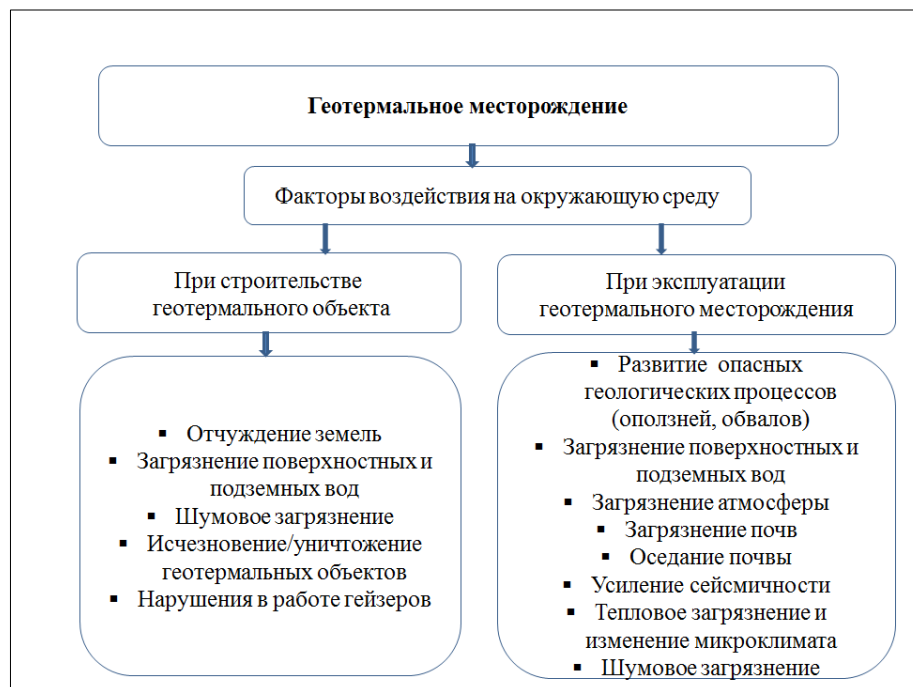 Геотермальное месторождение
Факторы воздействия на окружающую среду
При строительстве
геотермального объекта
▪ Отчуждение земель
▪ Загрязнение поверхностных и
подземных вод
▪ Шумовое загрязнение
▪ Исчезновение/уничтожение
геотермальных объектов
▪ Нарушения в работе гейзеров
При эксплуатации
геотермального месторождения
▪ Развитие опасных
геологических процессов
(оползней, обвалов)
▪ Загрязнение поверхностных и
подземных вод
▪ Загрязнение атмосферы
▪ Загрязнение почв
▪ Оседание почвы
▪ Усиление сейсмичности
▪ Тепловое загрязнение и
изменение микроклимата
▪ Шумовое загрязнение